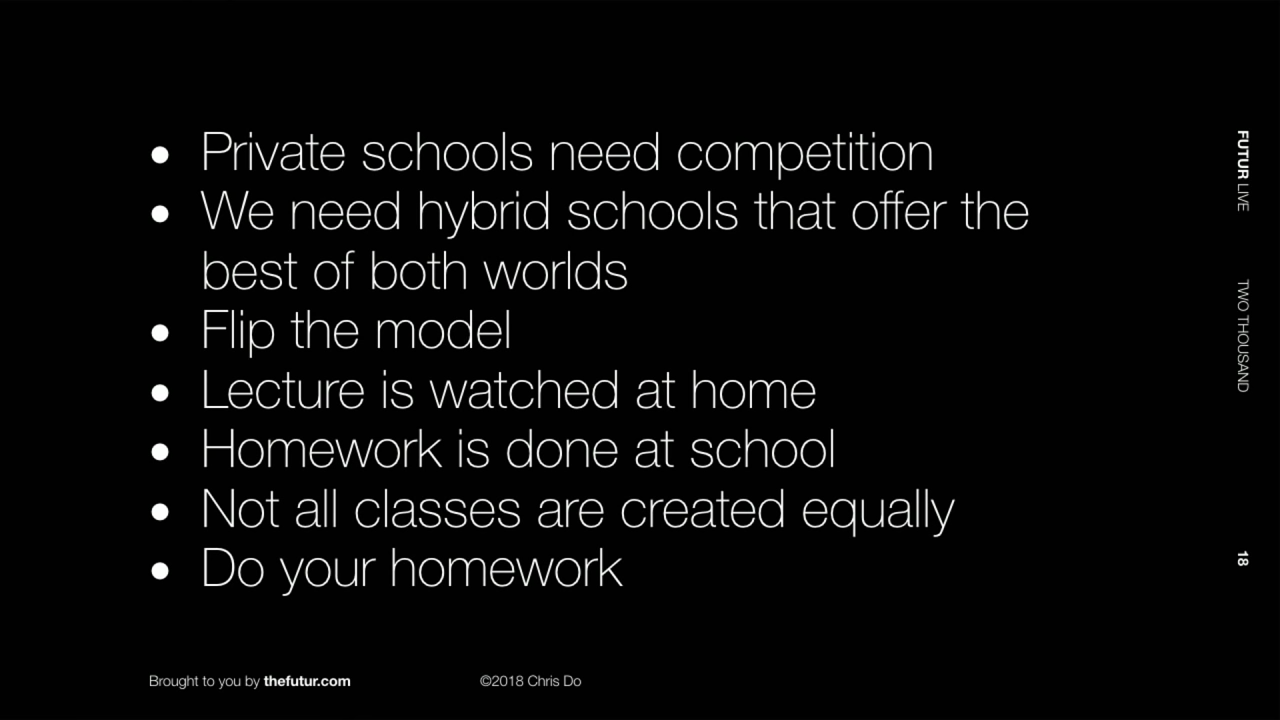 • Private schools need competition
• We need hybrid schools that offer the
best of both worlds
• Flip the model
• Lecture is watched at home
• Homework is done at school
• Not all classes are created equally
• Do your homework
FUTUR LIVE
TWO THOUSAND
18
Brought to you by thefutur.com
©2018 Chris Do